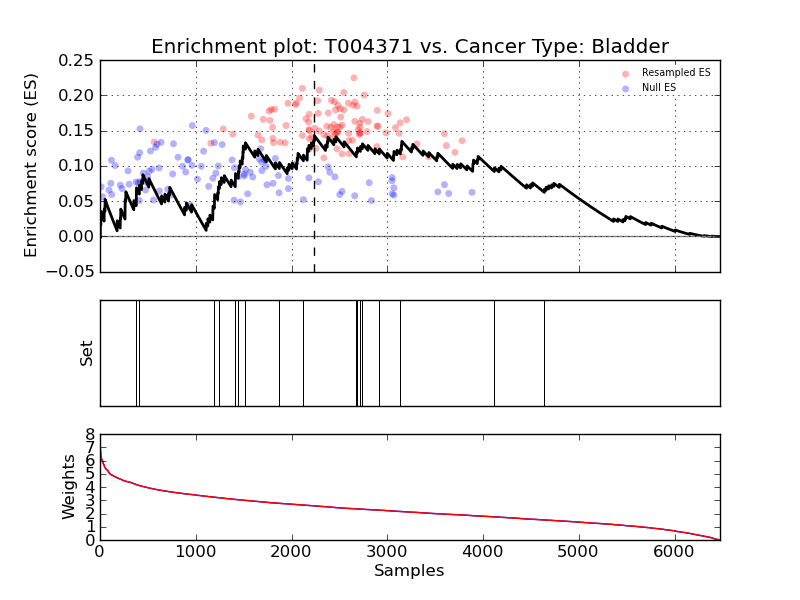 Enrichment plot: T004371 vs. Cancer Type: Bladder
Enrichment score (ES)
0.25
0.20
0.15
0.10
0.05
0.00
−0.05
Resampled ES
Null ES
Set
Weights
8
7
6
5
4
3
2
1
0
0 1000 2000 3000 4000 5000 6000
Samples